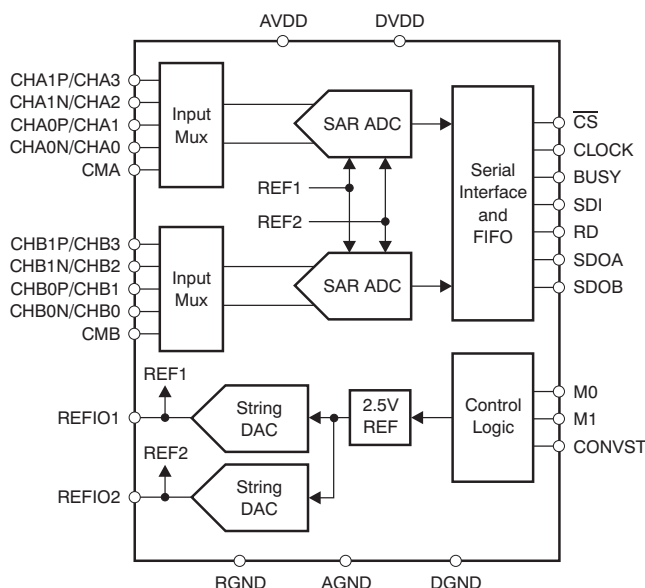 AVDD
DVDD
CHA1P/CHA3
CHA1N/CHA2
CHA0P/CHA1
CHA0N/CHA0
CMA
Input
Mux
SAR ADC
REF1
REF2
Serial
Interface
and
FIFO
CS
CLOCK
BUSY
SDI
RD
SDOA
SDOB
CHB1P/CHB3
CHB1N/CHB2
CHB0P/CHB1
CHB0N/CHB0
CMB
Input
Mux
SAR ADC
REF1
REFIO1
String
DAC
2.5V
REF
Control
Logic
M0
M1
CONVST
REF2
REFIO2
String
DAC
RGND
AGND
DGND